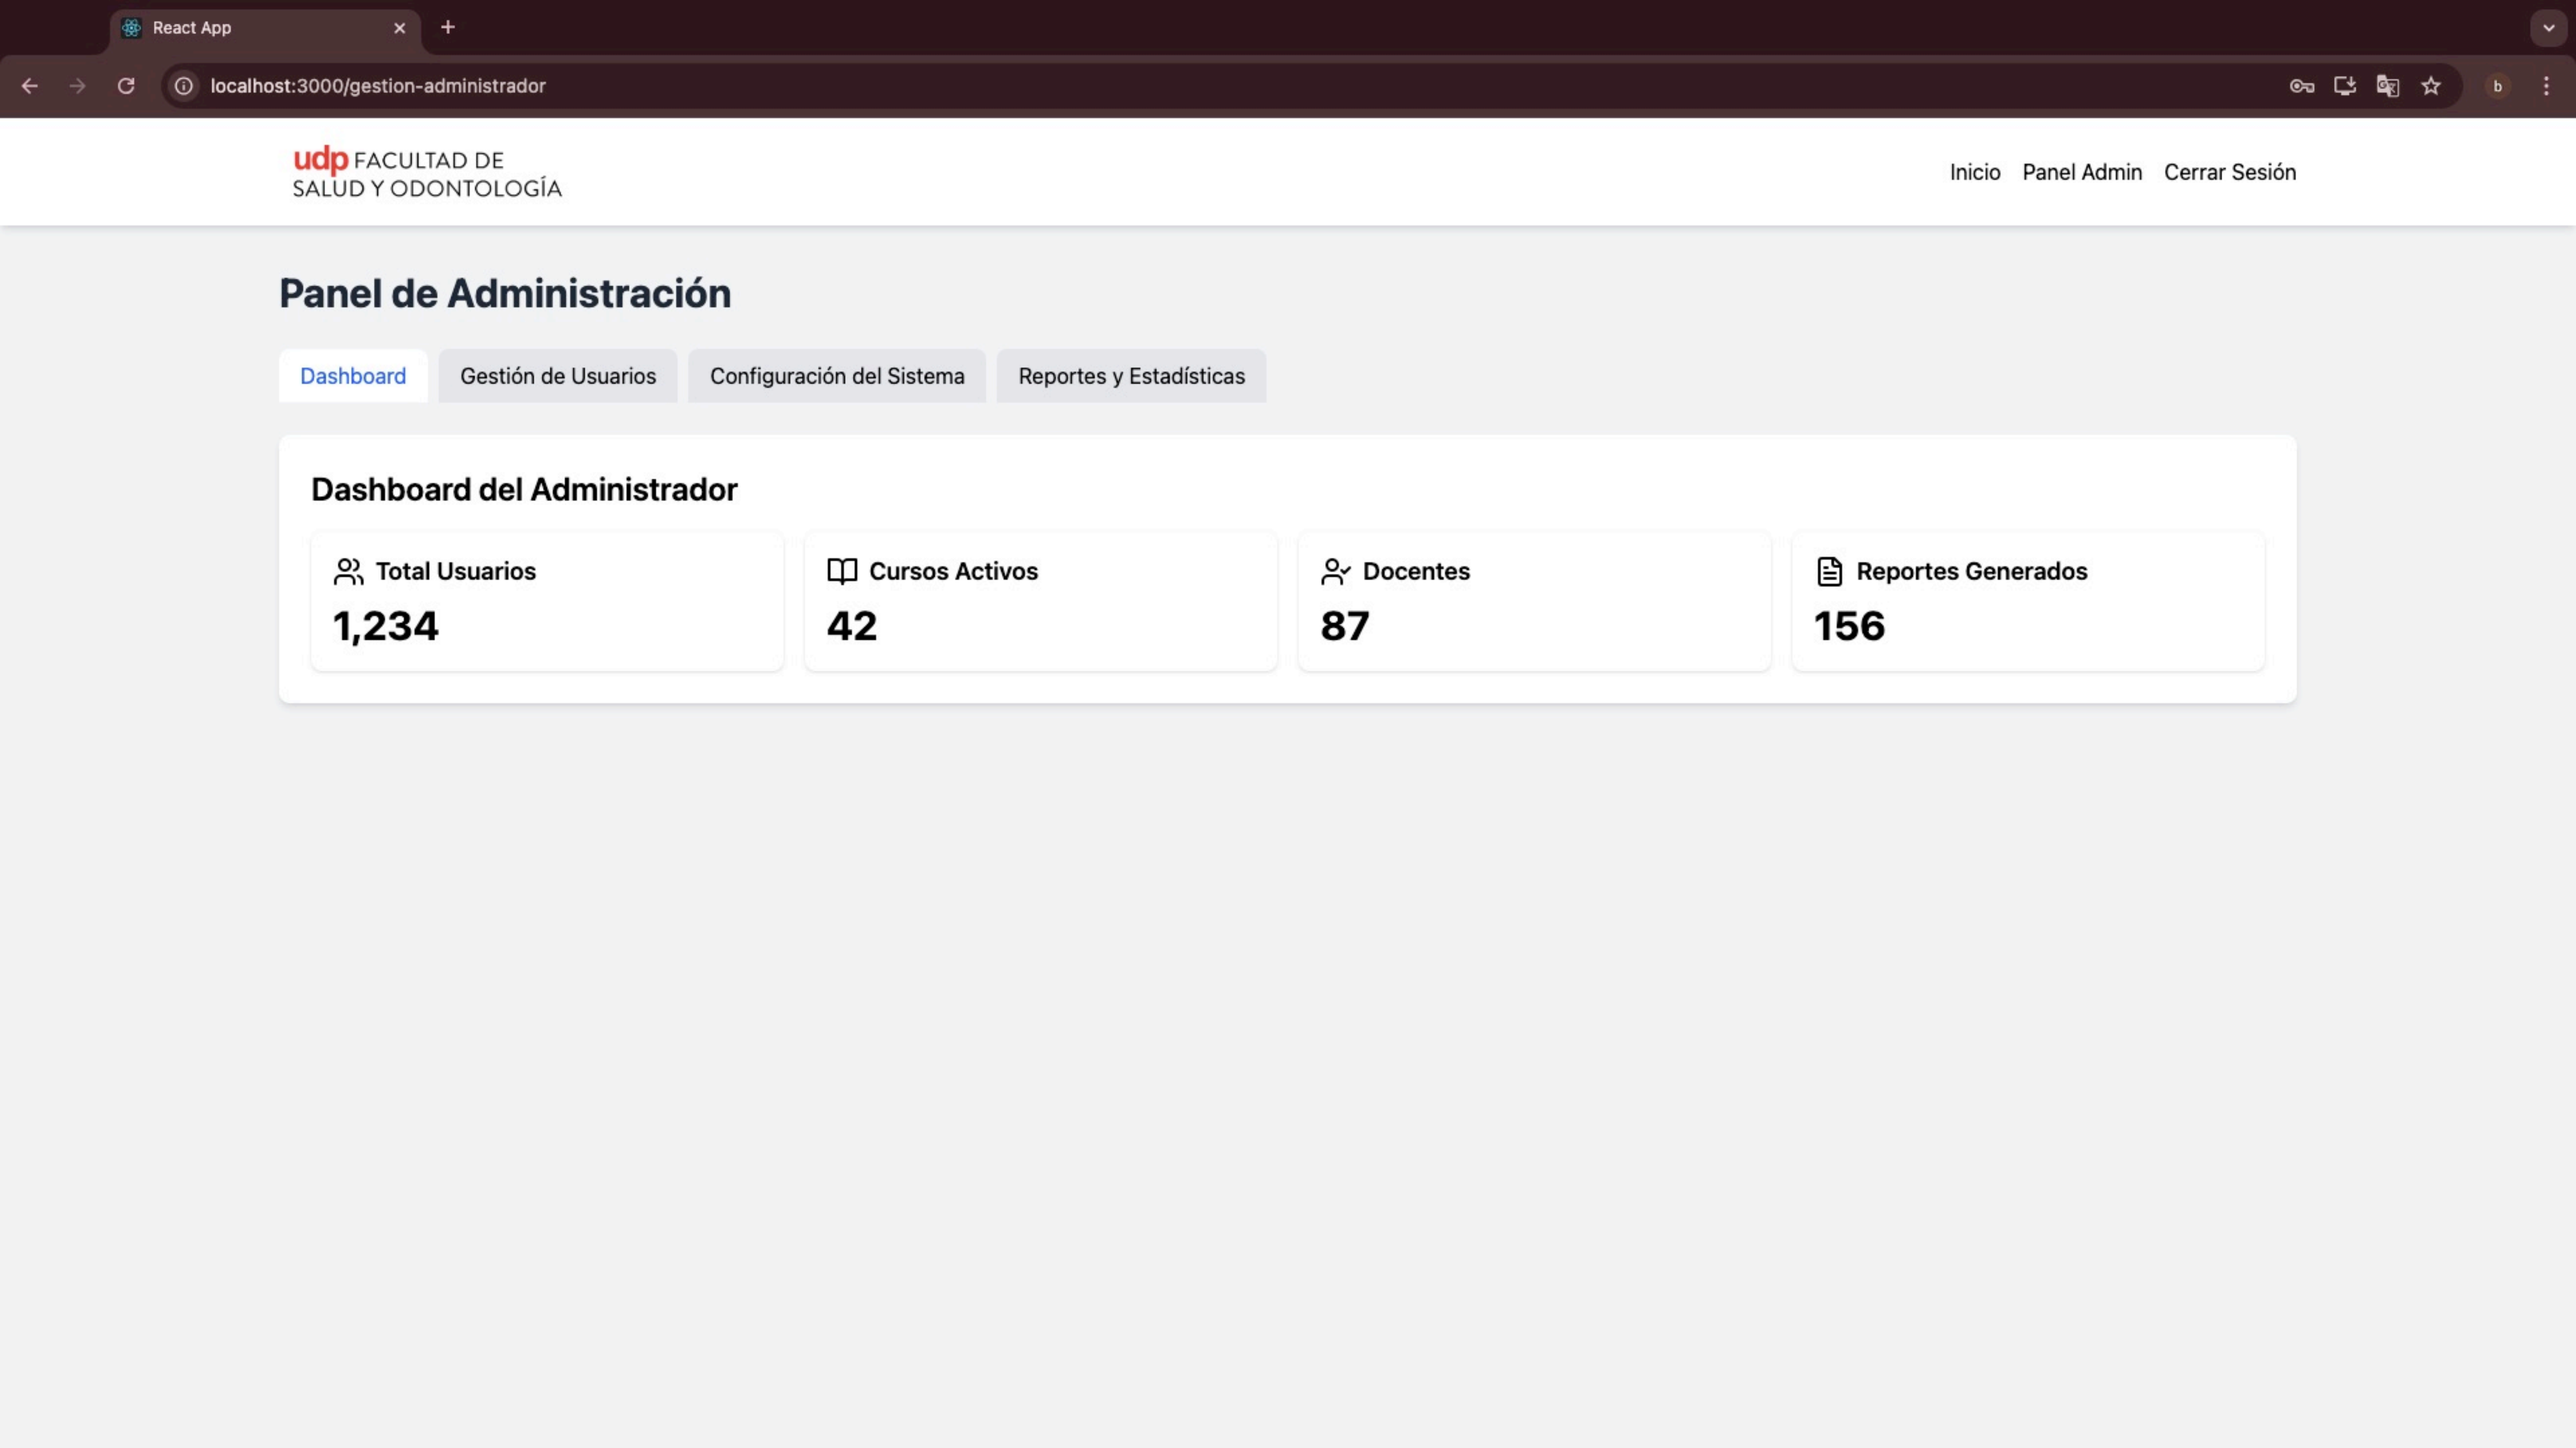 React App
localhost:3000/gestion-administrador
b
udp FACULTAD DE
SALUD Y ODONTOLOGÍA
Inicio Panel Admin Cerrar Sesión
Panel de Administración
Dashboard Gestión de Usuarios Configuración del Sistema Reportes y Estadísticas
Dashboard del Administrador
Total Usuarios
1,234
Cursos Activos
42
Docentes
87
Reportes Generados
156